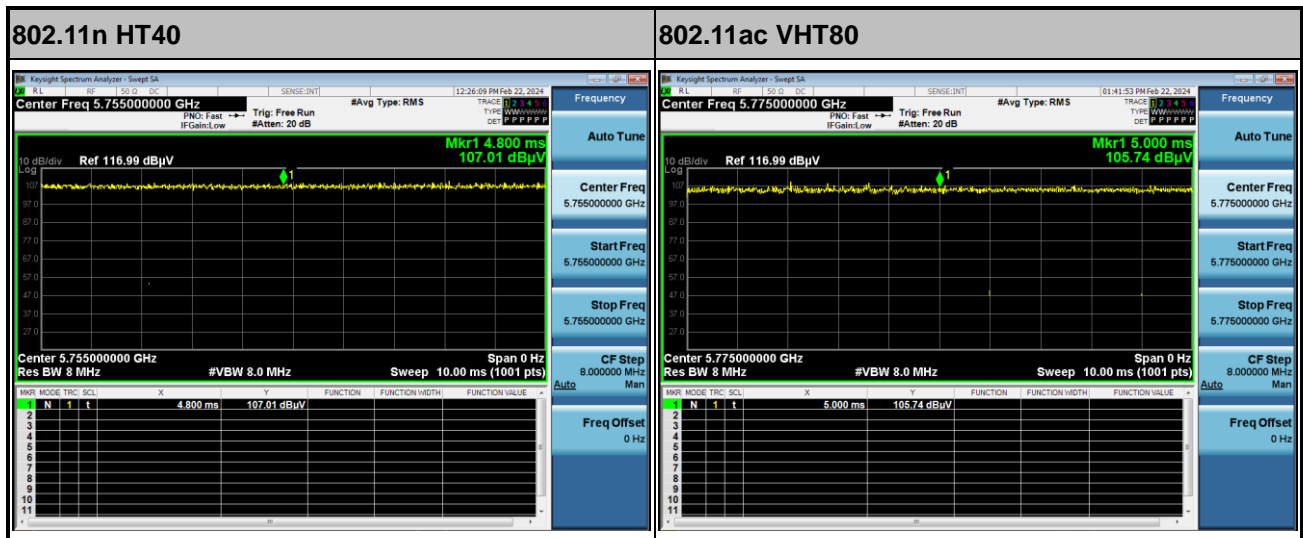 802.11n HT40
Keysight Spectrum Analyzer - Swept SA
RL RF 50 Ω DC SENSE:INT 12:26:09 PM Feb 22, 2024
Center Freq 5.755000000 GHz
PNO: Fast
IFGain:Low
Trig: Free Run
#Atten: 20 dB
#Avg Type: RMS
TRACE 1 2 3 4 5 6
TYPE WWWWWW
DET P P P P P P
Mkr1 4.800 ms
107.01 dBµV
10 dB/div Ref 116.99 dBµV
Log
1
107
97.0
87.0
77.0
67.0
57.0
47.0
37.0
27.0
Center 5.755000000 GHz Span 0 Hz
Res BW 8 MHz #VBW 8.0 MHz Sweep 10.00 ms (1001 pts)
MKR MODE TRC SCL X Y FUNCTION FUNCTION WIDTH FUNCTION VALUE
1 N 1 t 4.800 ms 107.01 dBµV
2
3
4
5
6
7
8
9
10
11
Frequency
Auto Tune
Center Freq
5.755000000 GHz
Start Freq
5.755000000 GHz
Stop Freq
5.755000000 GHz
CF Step
8.000000 MHz
Auto Man
Freq Offset
0 Hz
802.11ac VHT80
Keysight Spectrum Analyzer - Swept SA
RL RF 50 Ω DC SENSE:INT 01:41:53 PM Feb 22, 2024
Center Freq 5.775000000 GHz
PNO: Fast
IFGain:Low
Trig: Free Run
#Atten: 20 dB
#Avg Type: RMS
TRACE 1 2 3 4 5 6
TYPE WWWWWW
DET P P P P P P
Mkr1 5.000 ms
105.74 dBµV
10 dB/div Ref 116.99 dBµV
Log
1
107
97.0
87.0
77.0
67.0
57.0
47.0
37.0
27.0
Center 5.775000000 GHz Span 0 Hz
Res BW 8 MHz #VBW 8.0 MHz Sweep 10.00 ms (1001 pts)
MKR MODE TRC SCL X Y FUNCTION FUNCTION WIDTH FUNCTION VALUE
1 N 1 t 5.000 ms 105.74 dBµV
2
3
4
5
6
7
8
9
10
11
Frequency
Auto Tune
Center Freq
5.775000000 GHz
Start Freq
5.775000000 GHz
Stop Freq
5.775000000 GHz
CF Step
8.000000 MHz
Auto Man
Freq Offset
0 Hz